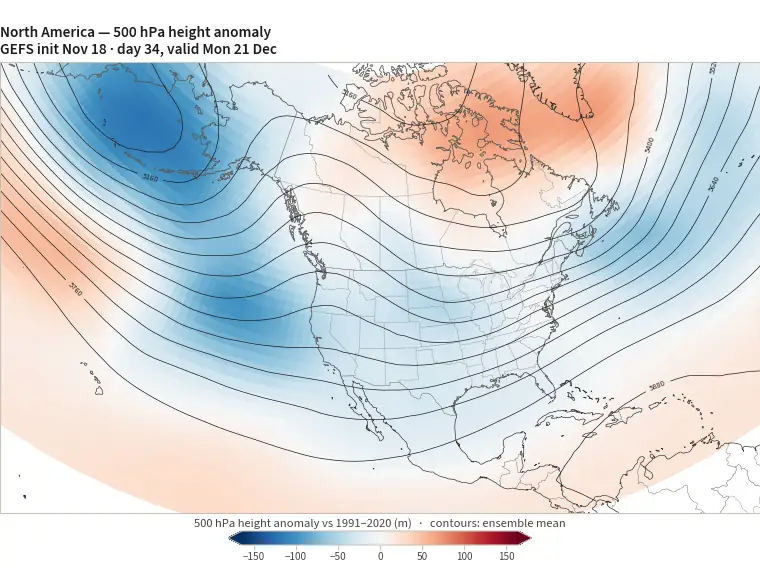 North America — 500 hPa height anomaly
GEFS init Nov 18 · day 34, valid Mon 21 Dec
5160
5160
5400
5640
5760
5880
500 hPa height anomaly vs 1991–2020 (m) · contours: ensemble mean
−150 −100 −50 0 50 100 150